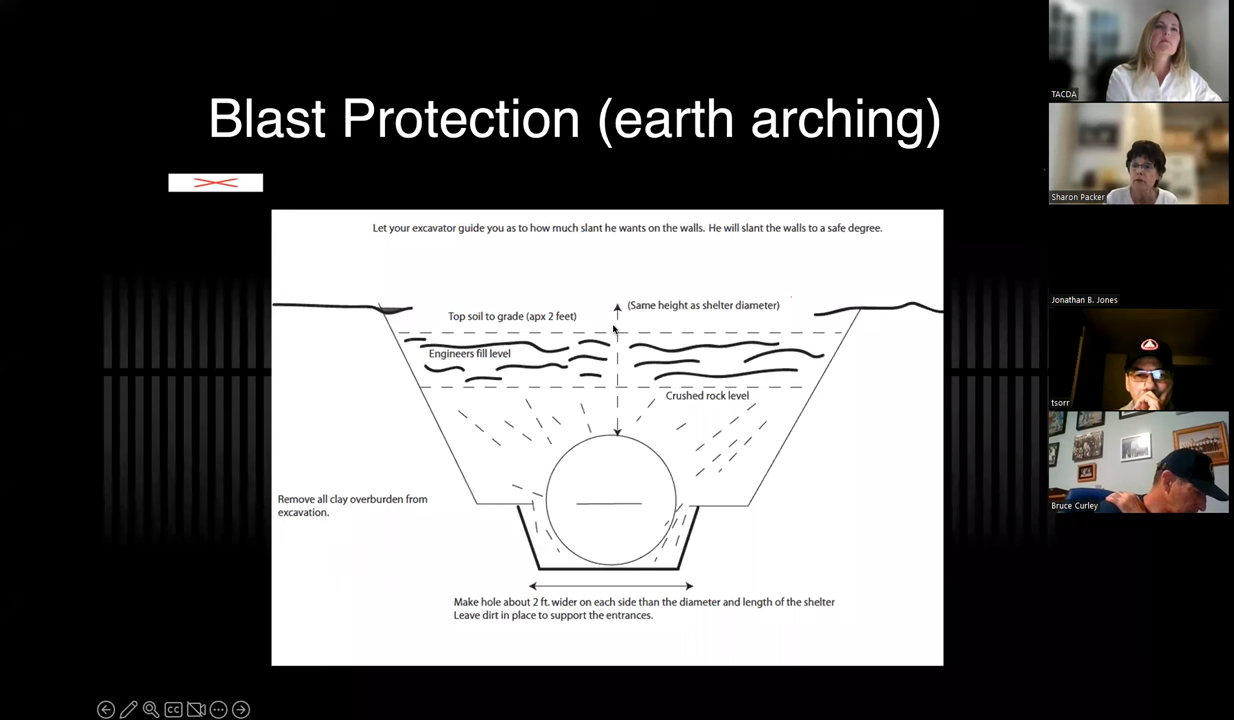 Blast Protection (earth arching)
Let your excavator guide you as to how much slant he wants on the walls. He will slant the walls to a safe degree.
(Same height as shelter diameter)
Top soil to grade (apx 2 feet)
Engineers fill level
Crushed rock level
Remove all clay overburden from
excavation.
Make hole about 2 ft. wider on each side than the diameter and length of the shelter
Leave dirt in place to support the entrances.
TACDA
Sharon Packer
Jonathan B. Jones
tsorr
Bruce Curley
CC